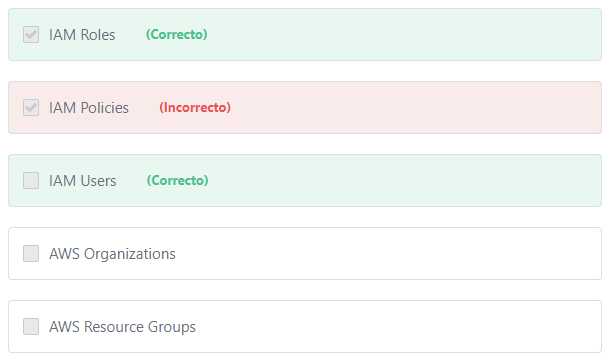 IAM Roles (Correcto)
IAM Policies (Incorrecto)
IAM Users (Correcto)
AWS Organizations
AWS Resource Groups